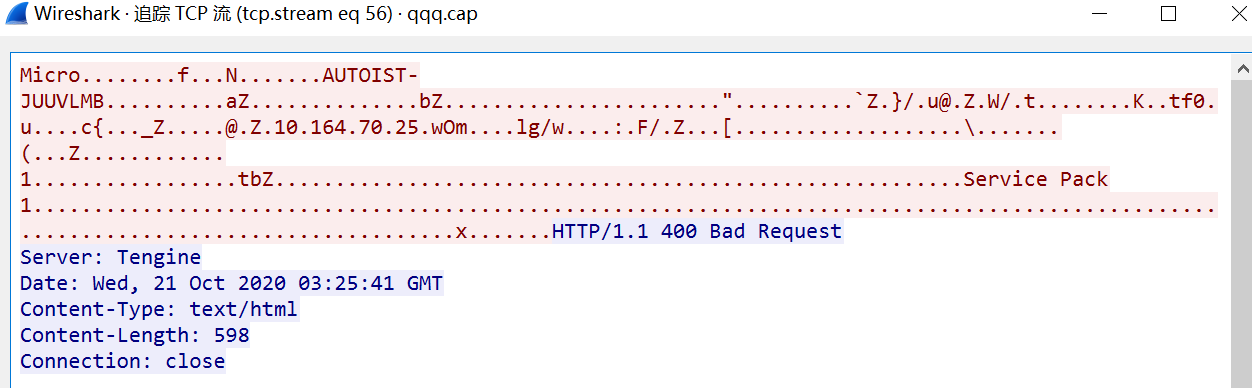 Wireshark · 追踪 TCP 流 (tcp.stream eq 56) · qqq.cap
Micro........f...N.......AUTOIST-
JUUVLMB..........aZ..............bZ.......................".........`Z.}/.u@.Z.W/.t........K..tf0.
u....c{..._Z.....@.Z.10.164.70.25.wOm....lg/w....:.F/.Z...[...................\.......
(...Z............
1.................tbZ.........................................................Service Pack
1..................................................................................................
....................................x.......HTTP/1.1 400 Bad Request
Server: Tengine
Date: Wed, 21 Oct 2020 03:25:41 GMT
Content-Type: text/html
Content-Length: 598
Connection: close